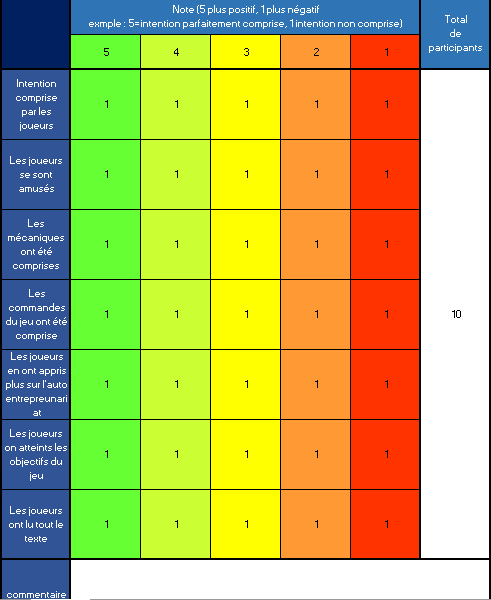 Note (5 plus positif, 1 plus négatif
exmple : 5=intention parfaitement comprise, 1 intention non comprise)
Total
de
participants
5 4 3 2 1
Intention
comprise
par les
joueurs
1 1 1 1 1
Les joueurs
se sont
amusés
1 1 1 1 1
Les
mécaniques
ont été
comprises
1 1 1 1 1
Les
commandes
du jeu ont été
comprise
1 1 1 1 1
10
Les joueurs
en ont appris
plus sur l'auto
entrepreunari
at
1 1 1 1 1
Les joueurs
on atteints les
objectifs du
jeu
1 1 1 1 1
Les joueurs
ont lu tout le
texte
1 1 1 1 1
commentaire